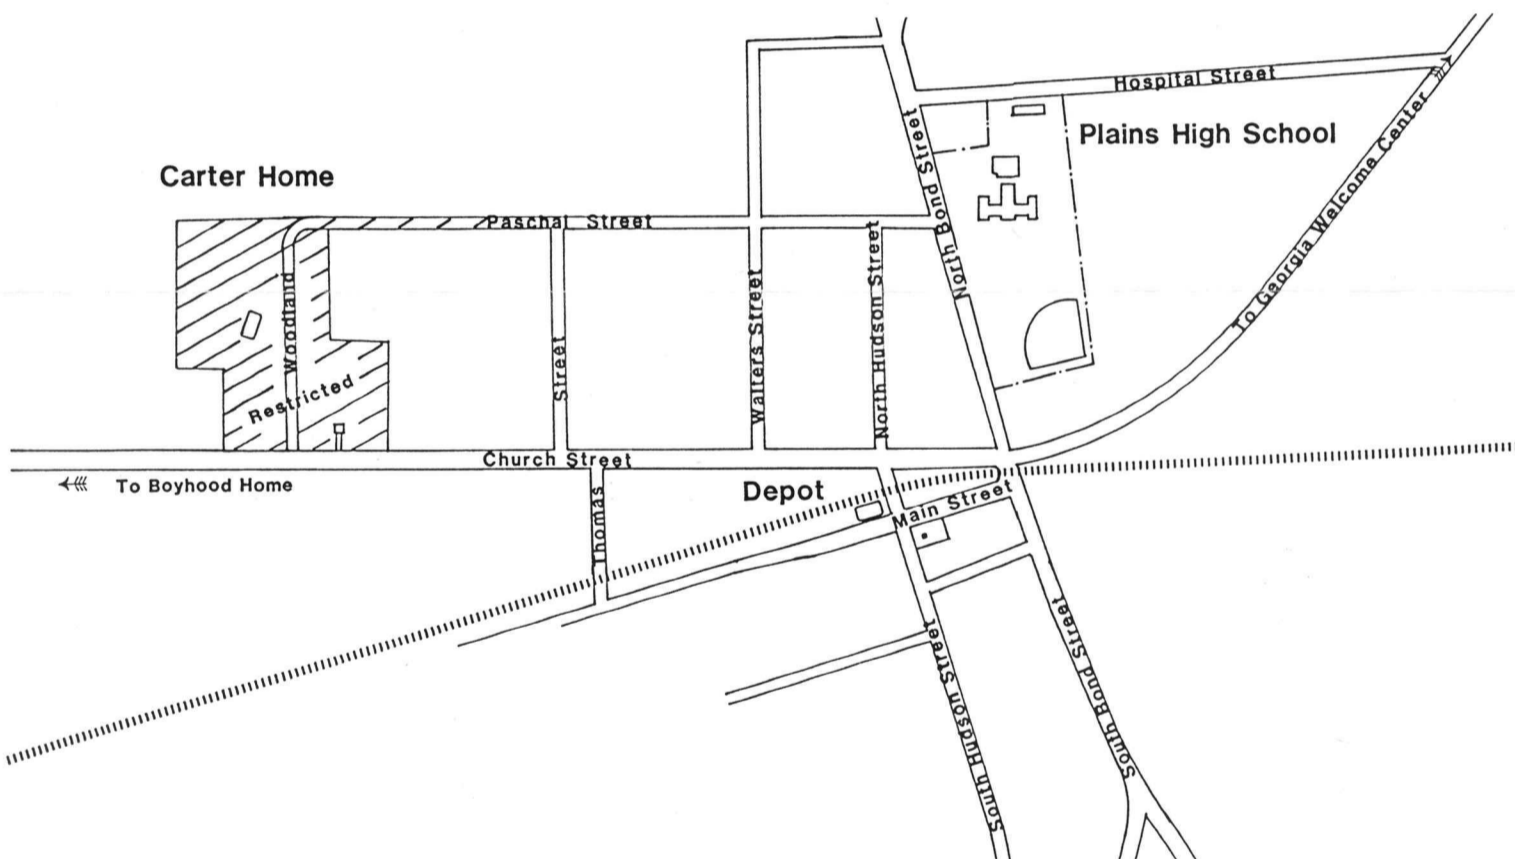 Hospital Street
Plains High School
Carter Home
Paschal Street
North Bond Street
To Georgia Welcome Center
Woodland
Restricted
Street
Walters Street
North Hudson Street
Church Street
To Boyhood Home
Depot
Main Street
Thomas
South Hudson Street
South Bond Street